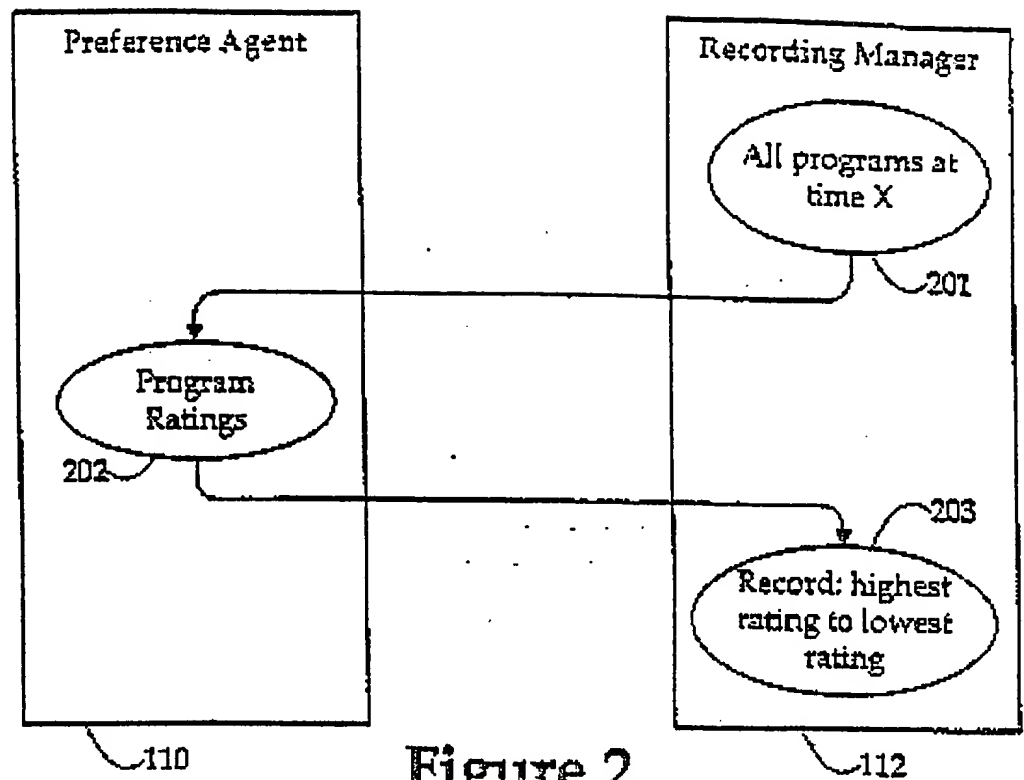 Preference Agent
Recording Manager
All programs at
time X
201
Program
Ratings
202
203
Record: highest
rating to lowest
rating
110
112
Figure 2